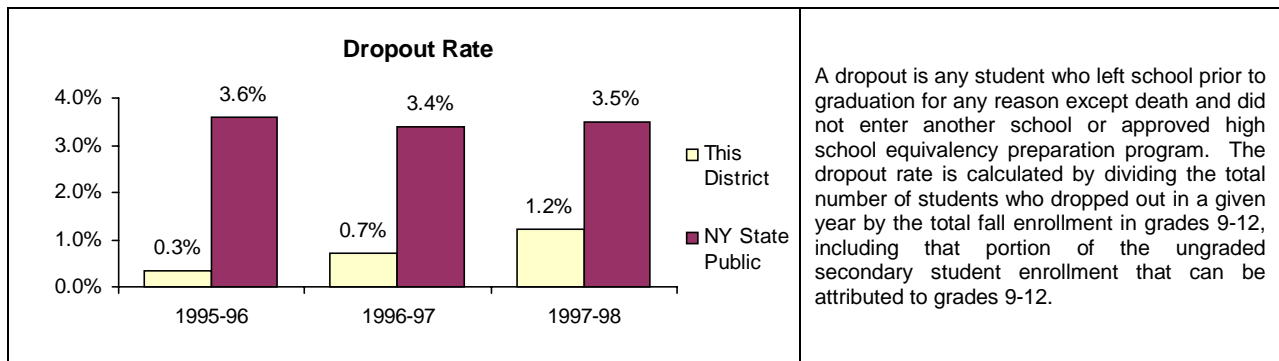 Dropout Rate
4.0%
3.0%
2.0%
1.0%
0.0%
0.3%
3.6%
0.7%
3.4%
1.2%
3.5%
1995-96
1996-97
1997-98
This
District
NY State
Public
A dropout is any student who left school prior to
graduation for any reason except death and did
not enter another school or approved high
school equivalency preparation program. The
dropout rate is calculated by dividing the total
number of students who dropped out in a given
year by the total fall enrollment in grades 9-12,
including that portion of the ungraded
secondary student enrollment that can be
attributed to grades 9-12.